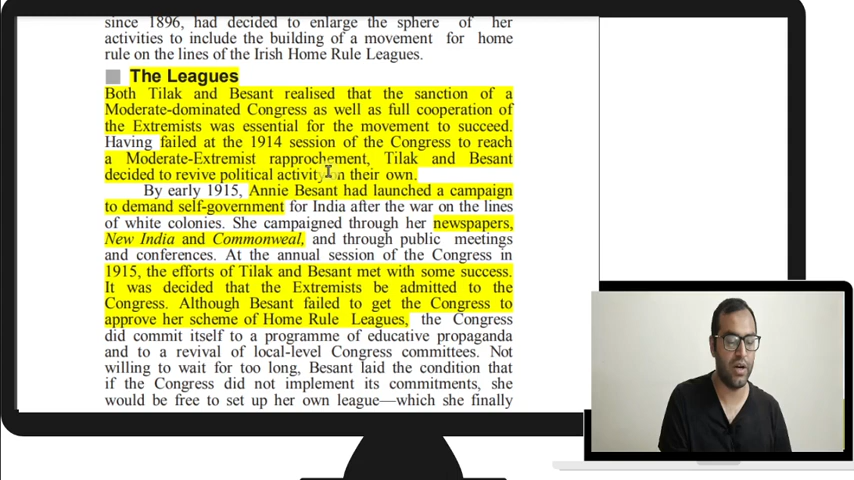 since 1896, had decided to enlarge the sphere of her
activities to include the building of a movement for home
rule on the lines of the Irish Home Rule Leagues.
The Leagues
Both Tilak and Besant realised that the sanction of a
Moderate-dominated Congress as well as full cooperation of
the Extremists was essential for the movement to succeed.
Having failed at the 1914 session of the Congress to reach
a Moderate-Extremist rapprochement, Tilak and Besant
decided to revive political activity on their own.
By early 1915, Annie Besant had launched a campaign
to demand self-government for India after the war on the lines
of white colonies. She campaigned through her newspapers,
New India and Commonweal, and through public meetings
and conferences. At the annual session of the Congress in
1915, the efforts of Tilak and Besant met with some success.
It was decided that the Extremists be admitted to the
Congress. Although Besant failed to get the Congress to
approve her scheme of Home Rule Leagues, the Congress
did commit itself to a programme of educative propaganda
and to a revival of local-level Congress committees. Not
willing to wait for too long, Besant laid the condition that
if the Congress did not implement its commitments, she
would be free to set up her own league—which she finally